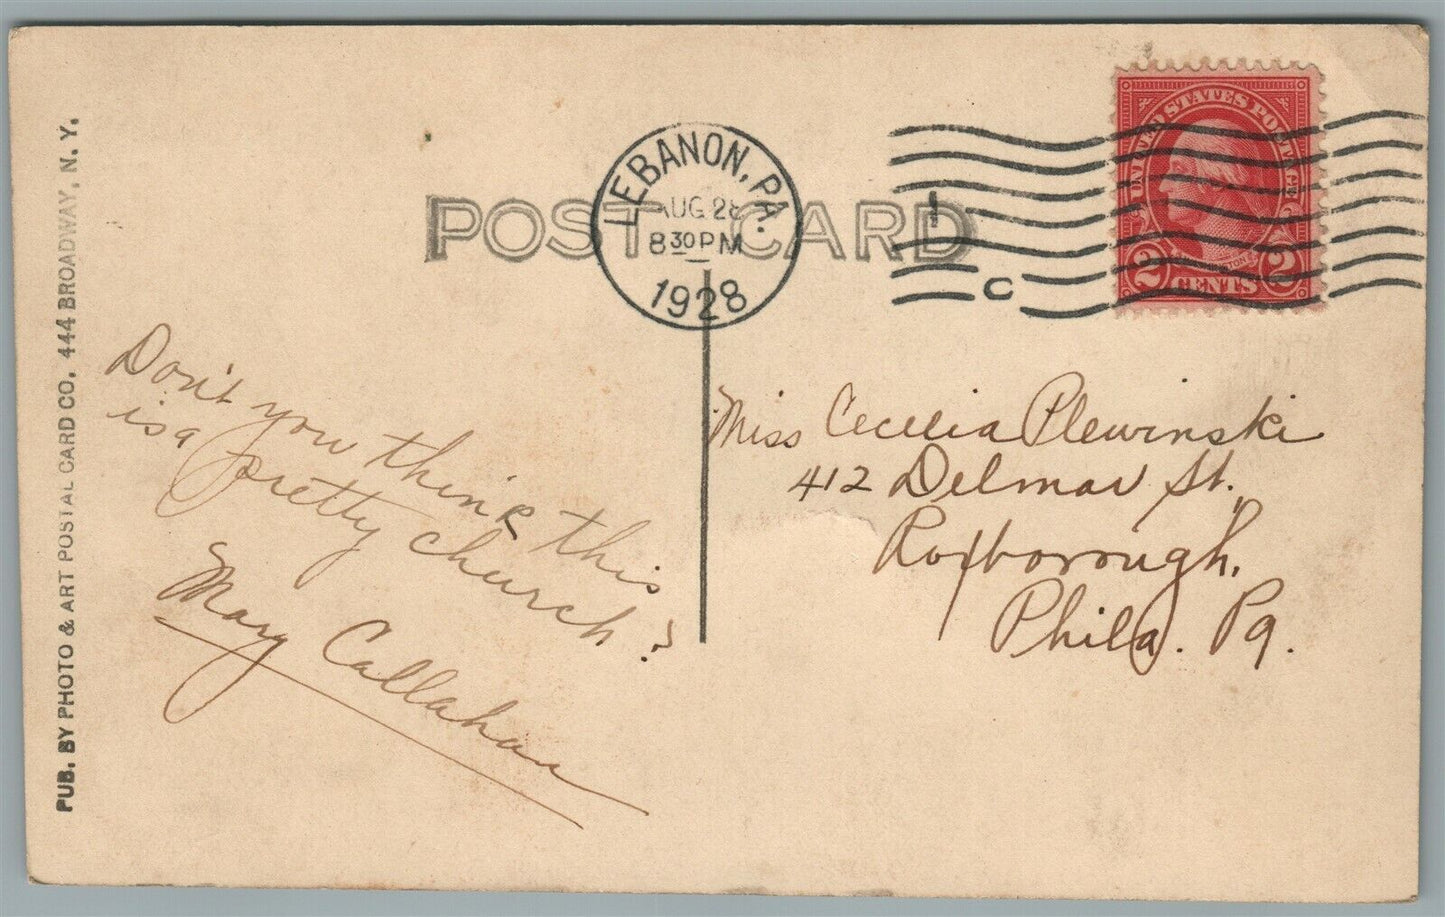 POST CARD
LEBANON, PA.
AUG 28
8 30 PM
1928
1
C
UNITED STATES POSTAGE
WASHINGTON
2 CENTS 2
PUB. BY PHOTO & ART POSTAL CARD CO. 444 BROADWAY, N. Y.
Don't you think this
is a pretty church?
Mary Callahan
Miss Cecelia Plewinski
412 Delmar St.,
Roxborough,
Phila. Pa.